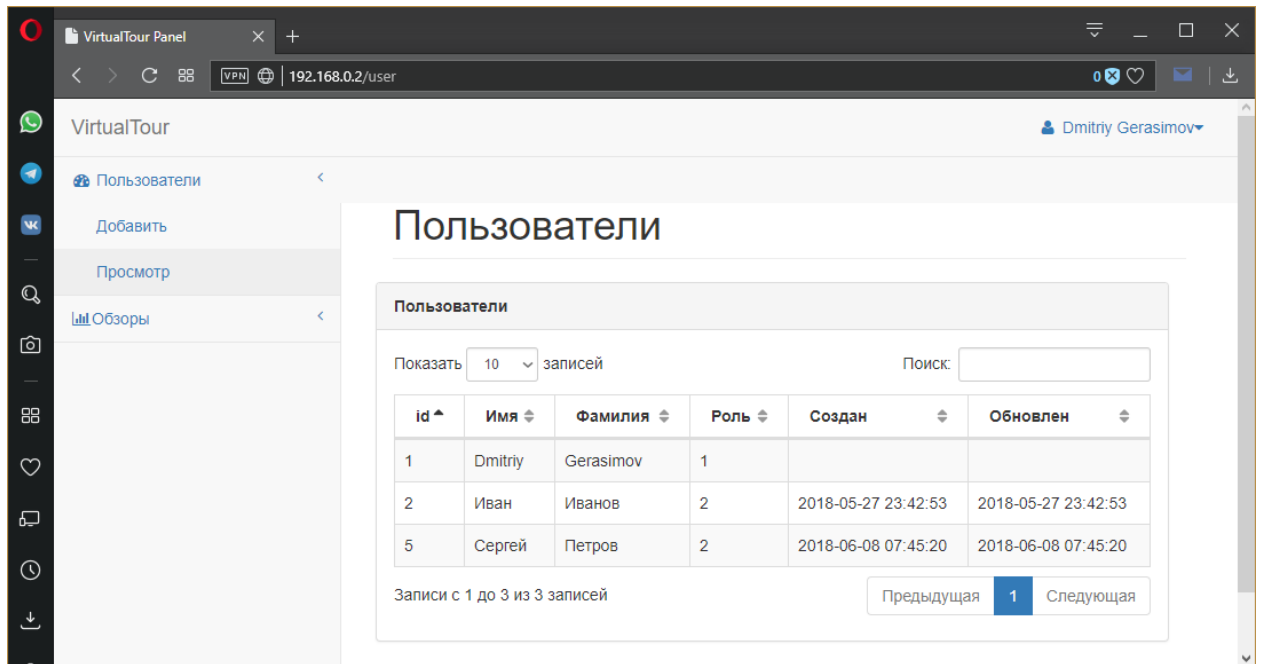 VirtualTour Panel
VPN 192.168.0.2/user 0
VirtualTour Dmitriy Gerasimov
Пользователи
Добавить
Просмотр
Обзоры
Пользователи
Пользователи
Показать 10 записей Поиск:
id Имя Фамилия Роль Создан Обновлен
1 Dmitriy Gerasimov 1
2 Иван Иванов 2 2018-05-27 23:42:53 2018-05-27 23:42:53
5 Сергей Петров 2 2018-06-08 07:45:20 2018-06-08 07:45:20
Записи с 1 до 3 из 3 записей Предыдущая 1 Следующая